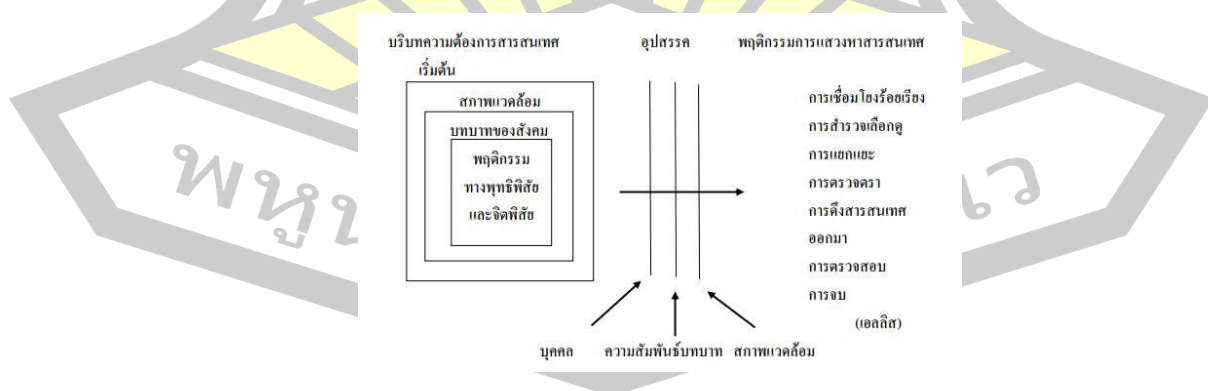 บริบทความต้องการสารสนเทศ อุปสรรค พฤติกรรมการแสวงหาสารสนเทศ
เริ่มต้น
สภาพแวดล้อม
บทบาทของสังคม
พฤติกรรม
ทางพุทธิพิสัย
และจิตพิสัย
การเชื่อมโยงร้อยเรียง
การสำรวจเลือกดู
การแยกแยะ
การตรวจตรา
การดึงสารสนเทศ
ออกมา
การตรวจสอบ
การจบ
(เอลลิส)
บุคคล ความสัมพันธ์บทบาท สภาพแวดล้อม